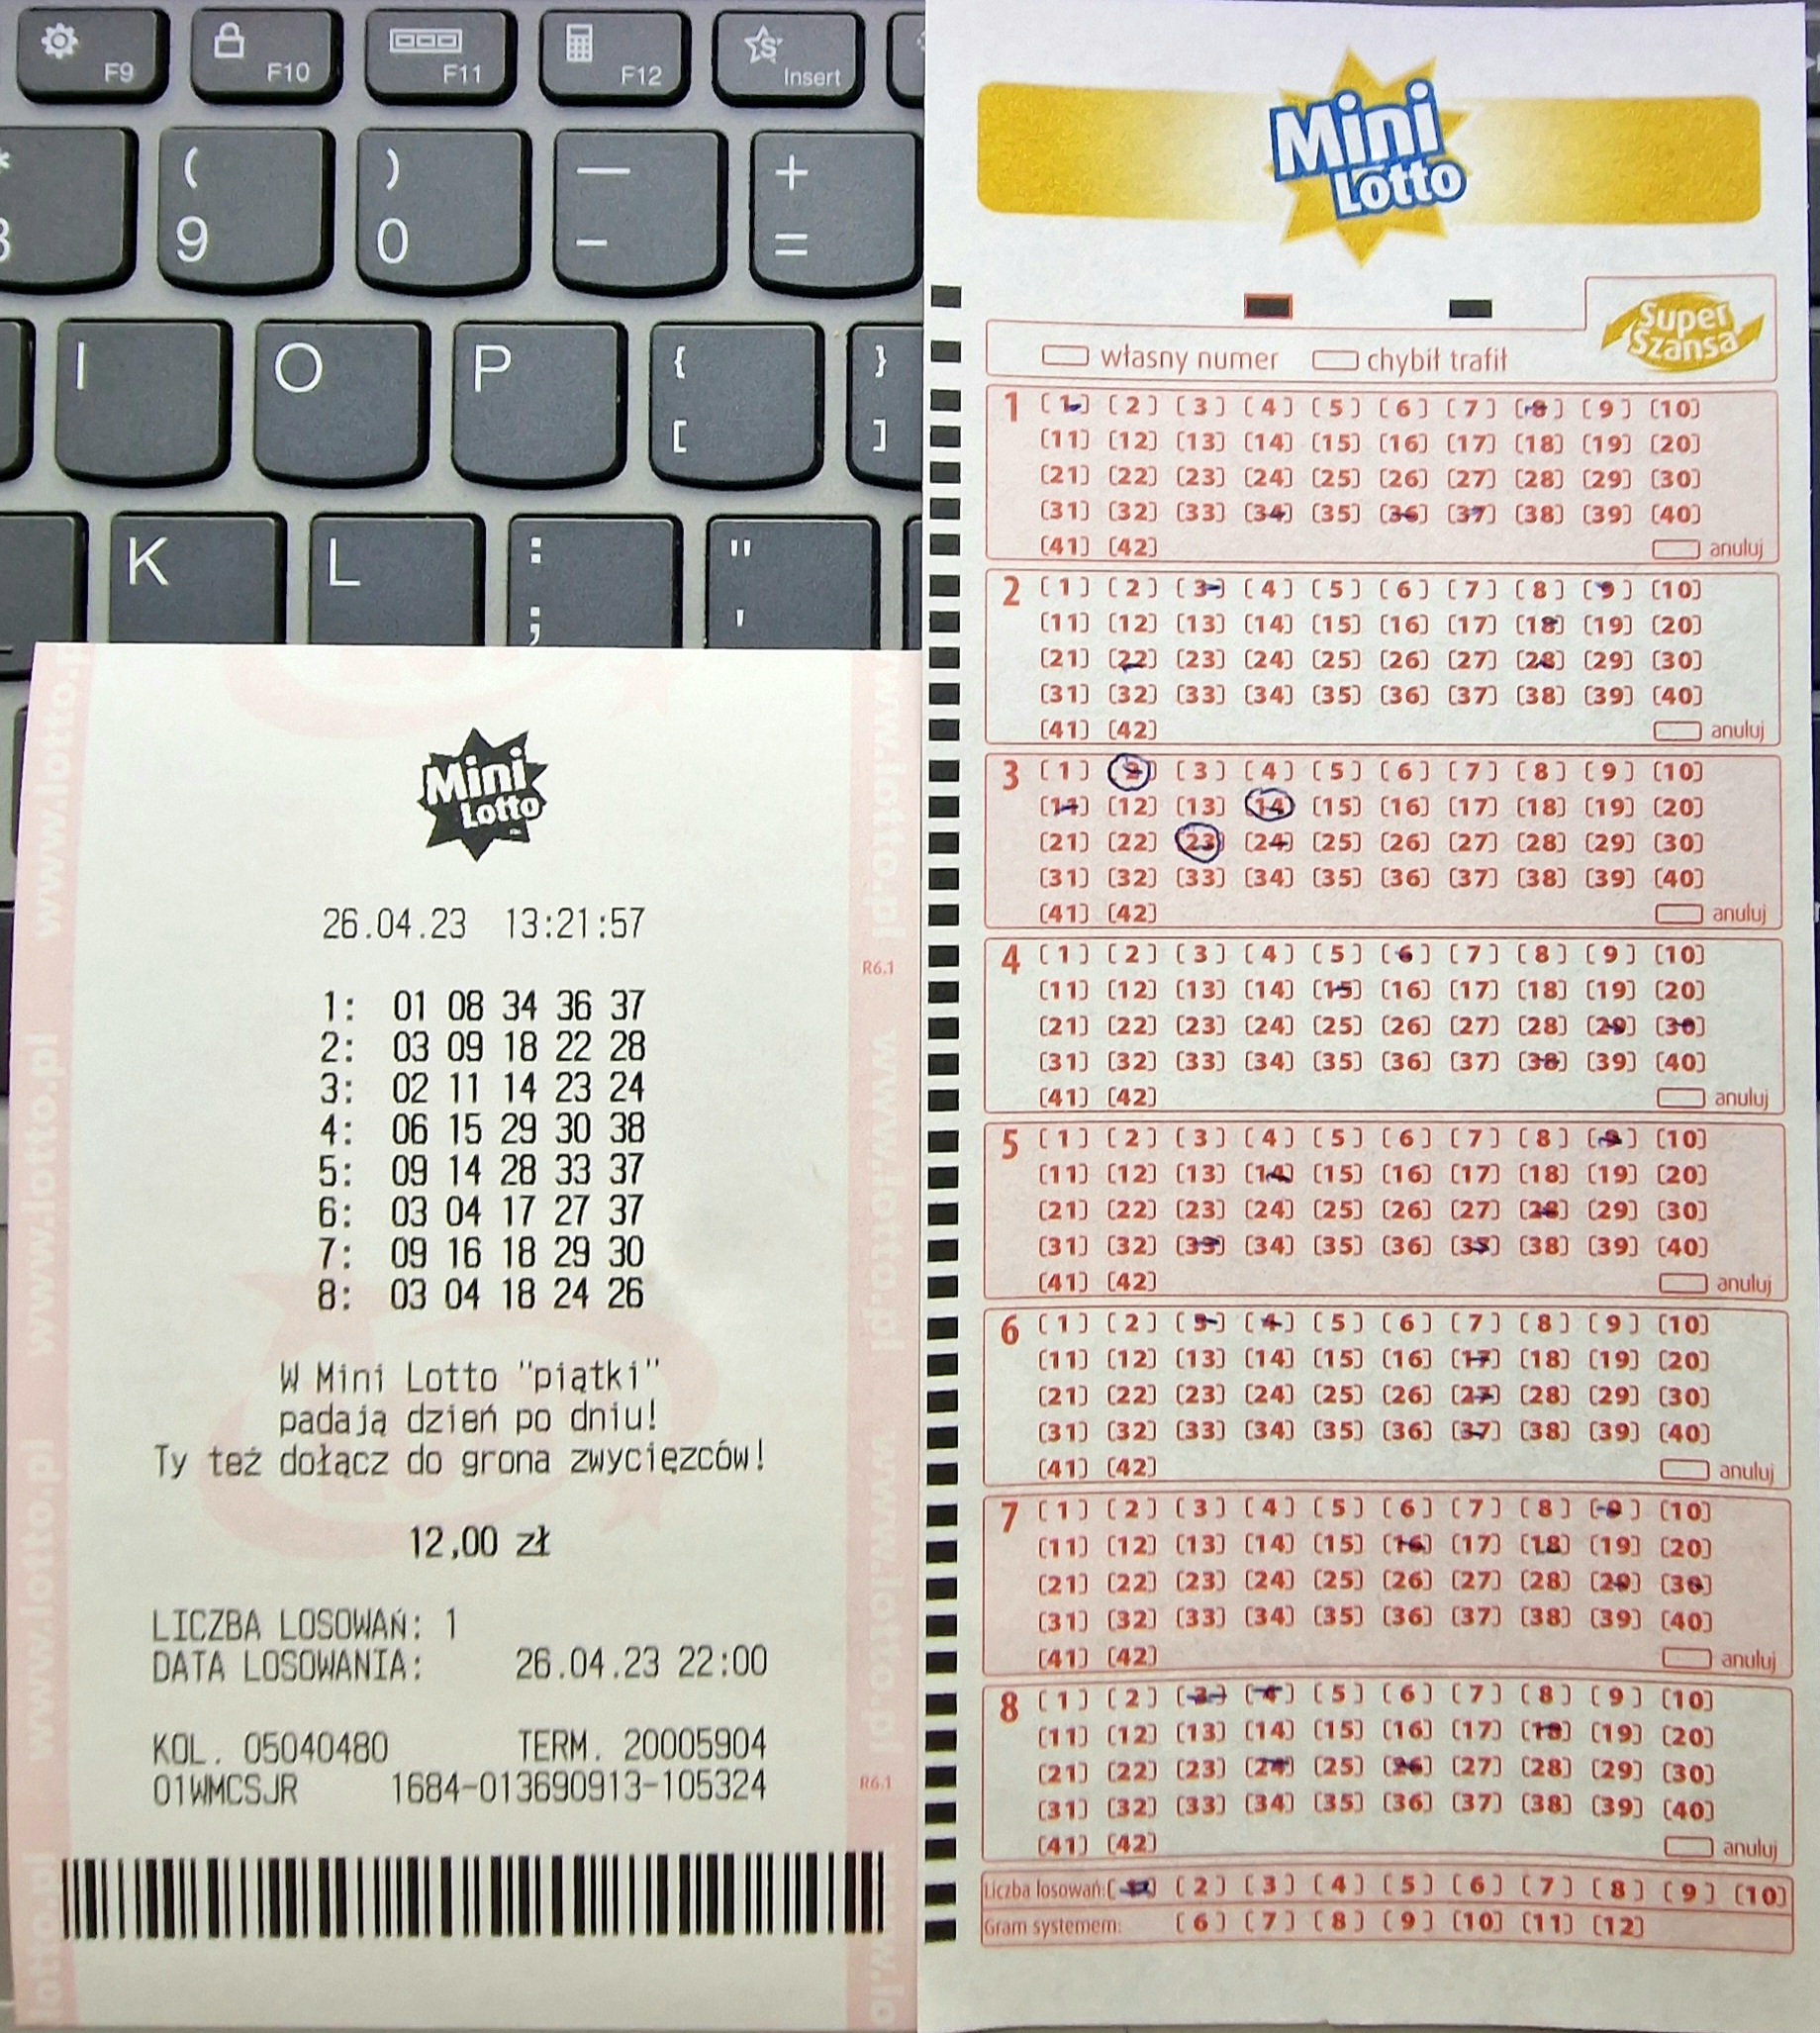 F9 F10 F11 F12 Insert
( ) — +
9 0 - =
I O P { }
[ ]
K L : "
; '
Mini
Lotto
26.04.23 13:21:57
R6.1
1: 01 08 34 36 37
2: 03 09 18 22 28
3: 02 11 14 23 24
4: 06 15 29 30 38
5: 09 14 28 33 37
6: 03 04 17 27 37
7: 09 16 18 29 30
8: 03 04 18 24 26
W Mini Lotto "piątki"
padają dzień po dniu!
Ty też dołącz do grona zwycięzców!
12,00 zł
LICZBA LOSOWAŃ: 1
DATA LOSOWANIA: 26.04.23 22:00
KOL. 05040480 TERM. 20005904
01WMCSJR 1684-013690913-105324
R6.1
www.lotto.pl
www.lotto.pl
www.lotto.pl
www.lotto.pl
www.lotto.pl
Mini
Lotto
Super
Szansa
własny numer chybił trafił
1 [1] [2] [3] [4] [5] [6] [7] [8] [9] [10]
[11] [12] [13] [14] [15] [16] [17] [18] [19] [20]
[21] [22] [23] [24] [25] [26] [27] [28] [29] [30]
[31] [32] [33] [34] [35] [36] [37] [38] [39] [40]
[41] [42] anuluj
2 [1] [2] [3] [4] [5] [6] [7] [8] [9] [10]
[11] [12] [13] [14] [15] [16] [17] [18] [19] [20]
[21] [22] [23] [24] [25] [26] [27] [28] [29] [30]
[31] [32] [33] [34] [35] [36] [37] [38] [39] [40]
[41] [42] anuluj
3 [1] [2] [3] [4] [5] [6] [7] [8] [9] [10]
[11] [12] [13] [14] [15] [16] [17] [18] [19] [20]
[21] [22] [23] [24] [25] [26] [27] [28] [29] [30]
[31] [32] [33] [34] [35] [36] [37] [38] [39] [40]
[41] [42] anuluj
4 [1] [2] [3] [4] [5] [6] [7] [8] [9] [10]
[11] [12] [13] [14] [15] [16] [17] [18] [19] [20]
[21] [22] [23] [24] [25] [26] [27] [28] [29] [30]
[31] [32] [33] [34] [35] [36] [37] [38] [39] [40]
[41] [42] anuluj
5 [1] [2] [3] [4] [5] [6] [7] [8] [9] [10]
[11] [12] [13] [14] [15] [16] [17] [18] [19] [20]
[21] [22] [23] [24] [25] [26] [27] [28] [29] [30]
[31] [32] [33] [34] [35] [36] [37] [38] [39] [40]
[41] [42] anuluj
6 [1] [2] [3] [4] [5] [6] [7] [8] [9] [10]
[11] [12] [13] [14] [15] [16] [17] [18] [19] [20]
[21] [22] [23] [24] [25] [26] [27] [28] [29] [30]
[31] [32] [33] [34] [35] [36] [37] [38] [39] [40]
[41] [42] anuluj
7 [1] [2] [3] [4] [5] [6] [7] [8] [9] [10]
[11] [12] [13] [14] [15] [16] [17] [18] [19] [20]
[21] [22] [23] [24] [25] [26] [27] [28] [29] [30]
[31] [32] [33] [34] [35] [36] [37] [38] [39] [40]
[41] [42] anuluj
8 [1] [2] [3] [4] [5] [6] [7] [8] [9] [10]
[11] [12] [13] [14] [15] [16] [17] [18] [19] [20]
[21] [22] [23] [24] [25] [26] [27] [28] [29] [30]
[31] [32] [33] [34] [35] [36] [37] [38] [39] [40]
[41] [42] anuluj
Liczba losowań: [1] [2] [3] [4] [5] [6] [7] [8] [9] [10]
Gram systemem: [6] [7] [8] [9] [10] [11] [12]